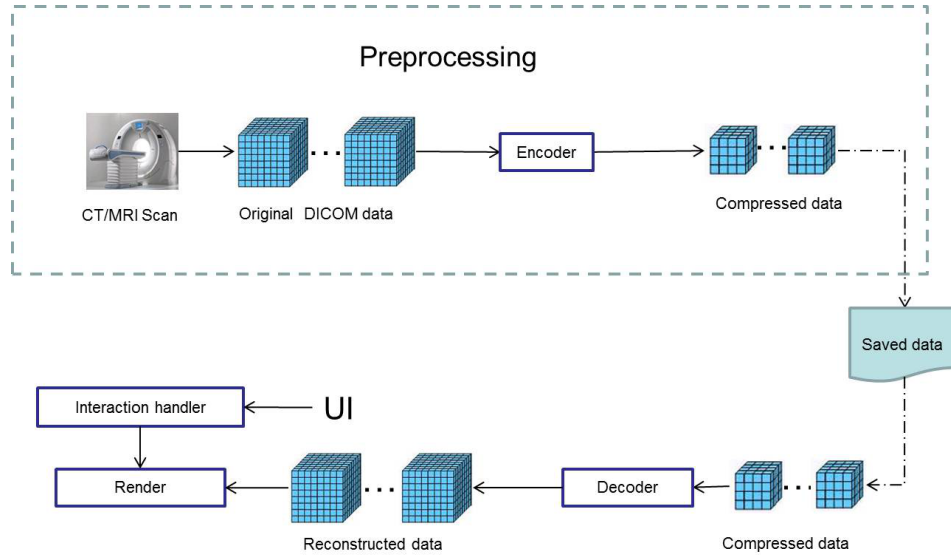 Preprocessing
Encoder
CT/MRI Scan
Original DICOM data
Compressed data
Saved data
Interaction handler
UI
Render
Decoder
Reconstructed data
Compressed data